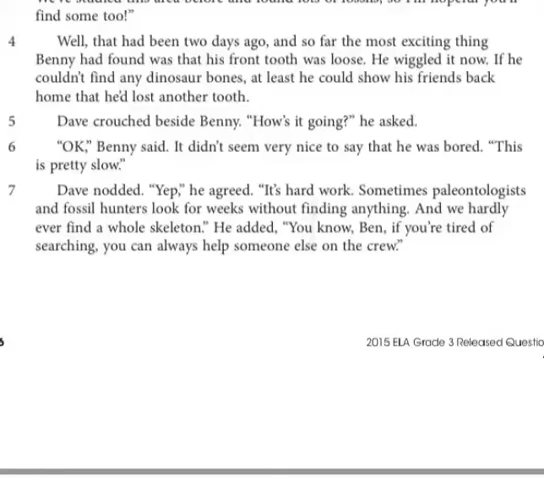 find some too!”
4 Well, that had been two days ago, and so far the most exciting thing
Benny had found was that his front tooth was loose. He wiggled it now. If he
couldn’t find any dinosaur bones, at least he could show his friends back
home that he’d lost another tooth.
5 Dave crouched beside Benny. “How’s it going?” he asked.
6 “OK,” Benny said. It didn’t seem very nice to say that he was bored. “This
is pretty slow.”
7 Dave nodded. “Yep,” he agreed. “It’s hard work. Sometimes paleontologists
and fossil hunters look for weeks without finding anything. And we hardly
ever find a whole skeleton.” He added, “You know, Ben, if you’re tired of
searching, you can always help someone else on the crew.”
2015 ELA Grade 3 Released Questio